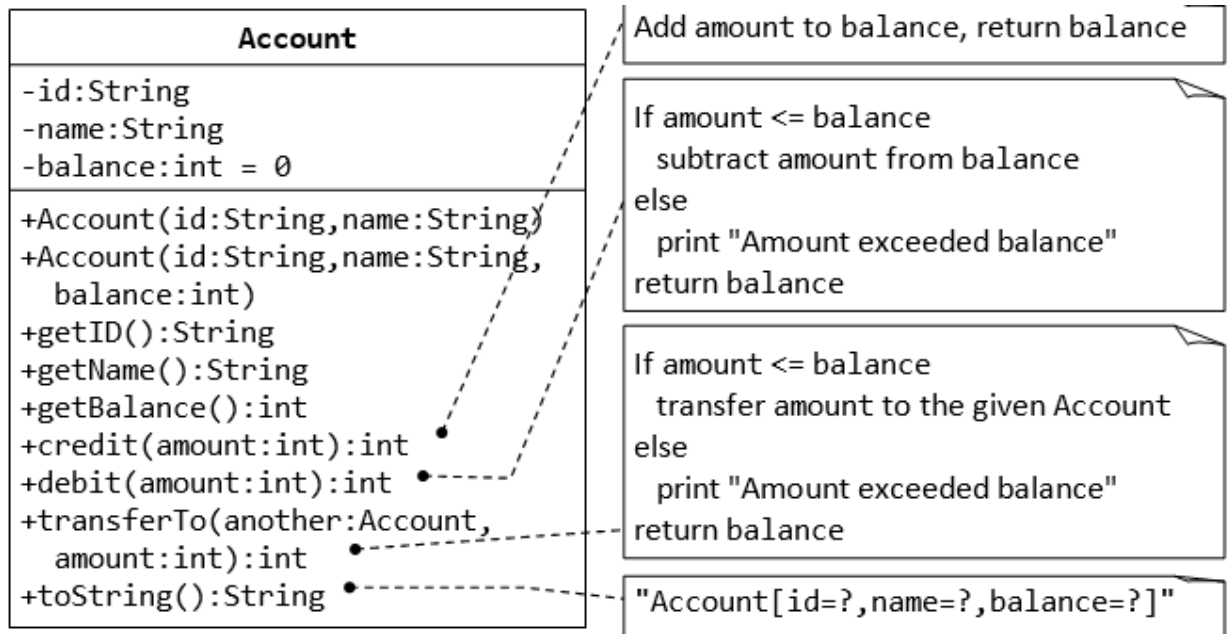 Account
-id:String
-name:String
-balance:int = 0
+Account(id:String,name:String)
+Account(id:String,name:String,
balance:int)
+getID():String
+getName():String
+getBalance():int
+credit(amount:int):int
+debit(amount:int):int
+transferTo(another:Account,
amount:int):int
+toString():String
Add amount to balance, return balance
If amount <= balance
subtract amount from balance
else
print "Amount exceeded balance"
return balance
If amount <= balance
transfer amount to the given Account
else
print "Amount exceeded balance"
return balance
"Account[id=?,name=?,balance=?]"